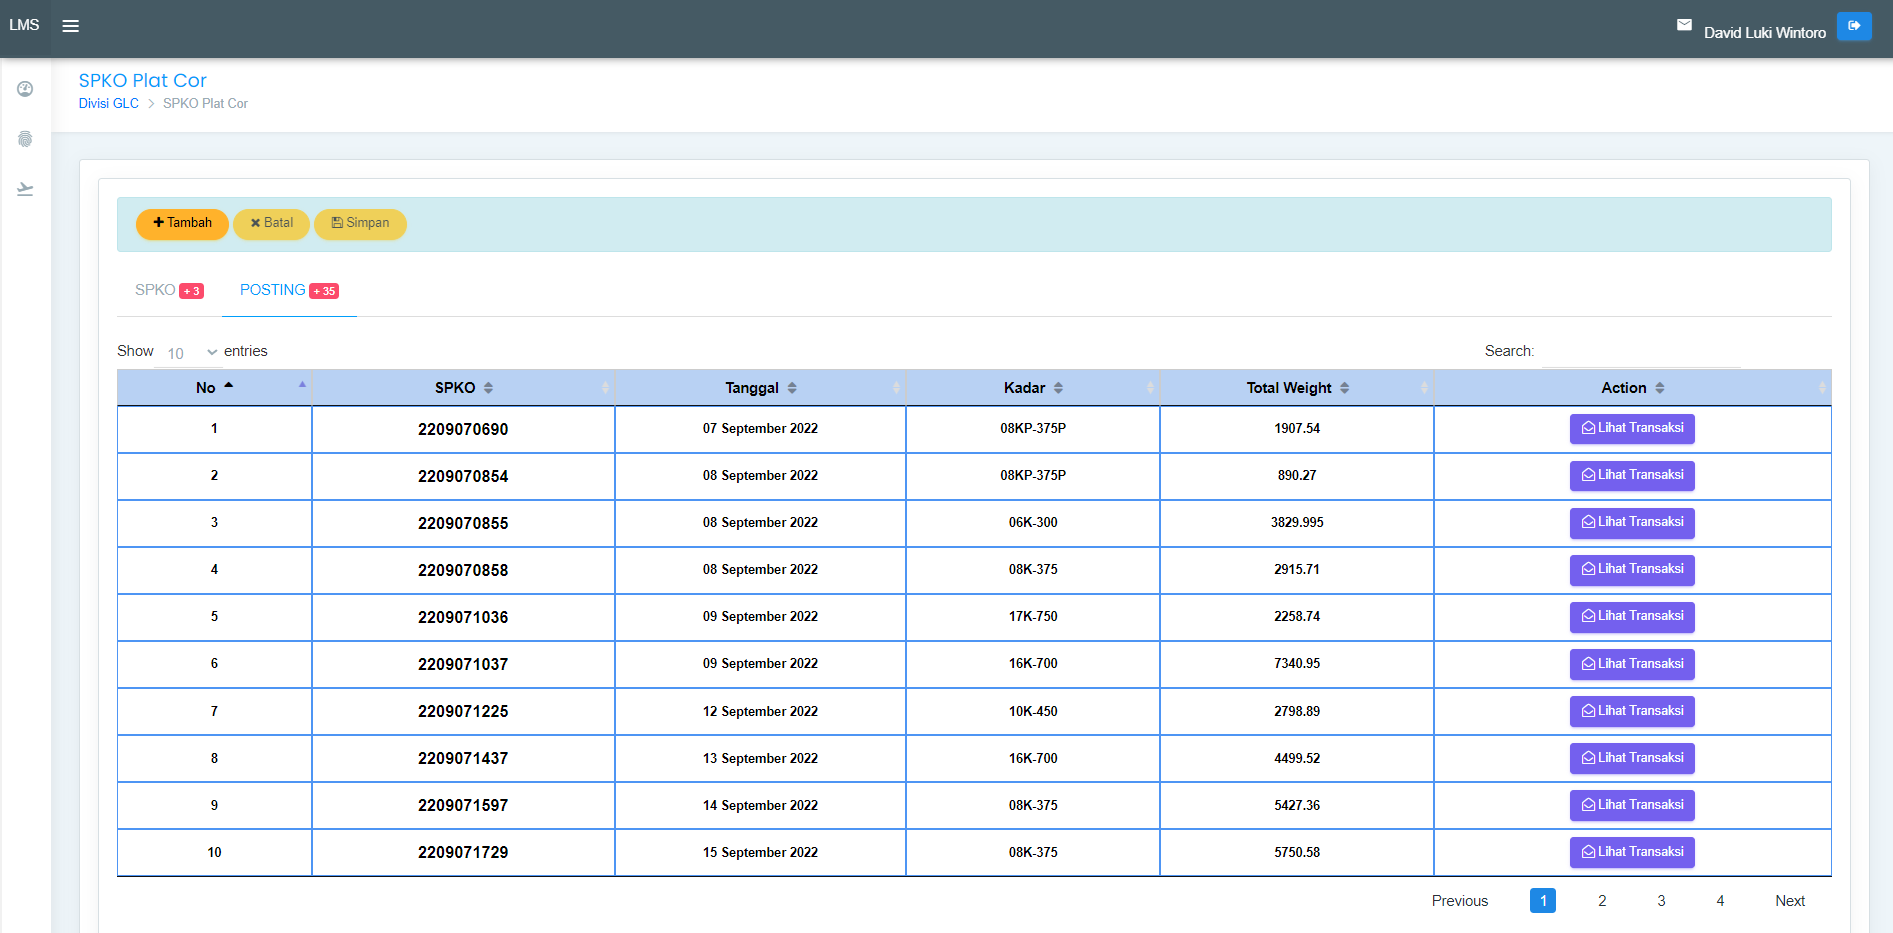 LMS
David Luki Wintoro
SPKO Plat Cor
Divisi GLC > SPKO Plat Cor
Tambah Batal Simpan
SPKO + 3 POSTING + 35
Show 10 entries Search:
No SPKO Tanggal Kadar Total Weight Action
1 2209070690 07 September 2022 08KP-375P 1907.54 Lihat Transaksi
2 2209070854 08 September 2022 08KP-375P 890.27 Lihat Transaksi
3 2209070855 08 September 2022 06K-300 3829.995 Lihat Transaksi
4 2209070858 08 September 2022 08K-375 2915.71 Lihat Transaksi
5 2209071036 09 September 2022 17K-750 2258.74 Lihat Transaksi
6 2209071037 09 September 2022 16K-700 7340.95 Lihat Transaksi
7 2209071225 12 September 2022 10K-450 2798.89 Lihat Transaksi
8 2209071437 13 September 2022 16K-700 4499.52 Lihat Transaksi
9 2209071597 14 September 2022 08K-375 5427.36 Lihat Transaksi
10 2209071729 15 September 2022 08K-375 5750.58 Lihat Transaksi
Previous 1 2 3 4 Next